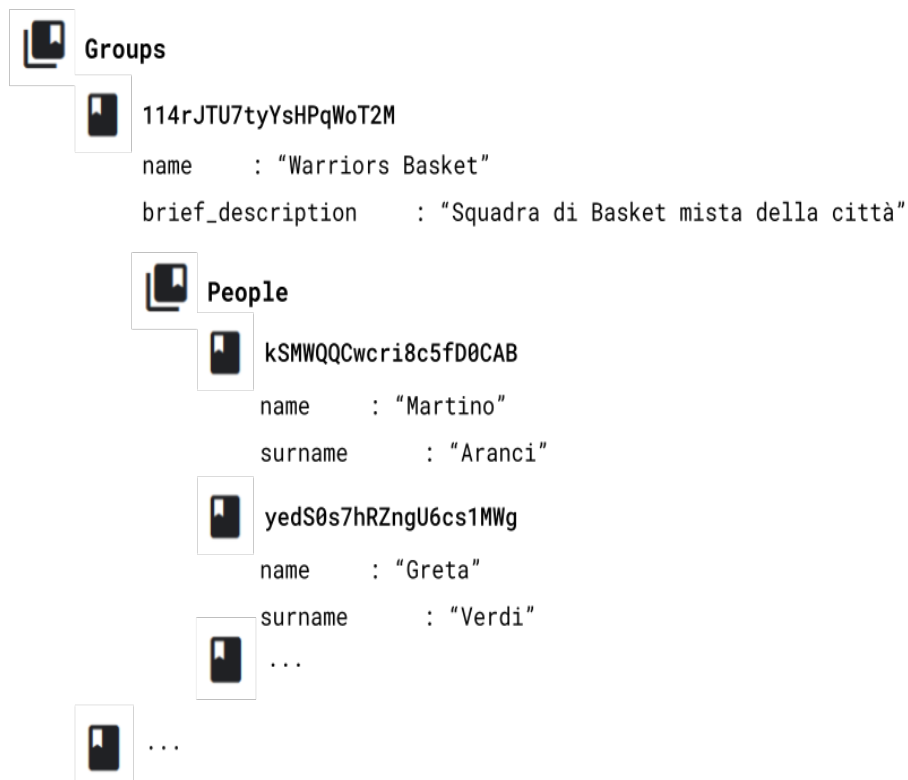 Groups
114rJTU7tyYsHPqWoT2M
name : “Warriors Basket”
brief_description : “Squadra di Basket mista della città”
People
kSMWQQCwcri8c5fD0CAB
name : “Martino”
surname : “Aranci”
yedS0s7hRZngU6cs1MWg
name : “Greta”
surname : “Verdi”
...
...